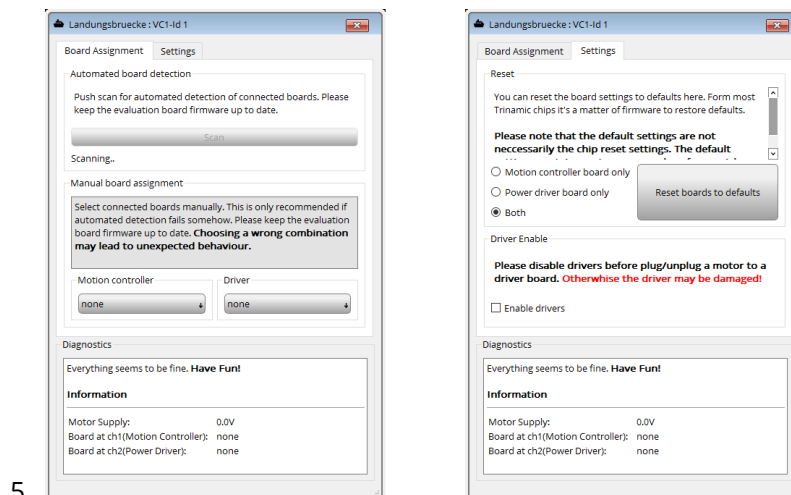 Landungsbruecke : VC1-Id 1
Board Assignment Settings
Automated board detection
Push scan for automated detection of connected boards. Please
keep the evaluation board firmware up to date.
Scan
Scanning..
Manual board assignment
Select connected boards manually. This is only recommended if
automated detection fails somehow. Please keep the evaluation
board firmware up to date. Choosing a wrong combination
may lead to unexpected behaviour.
Motion controller Driver
none none
Diagnostics
Everything seems to be fine. Have Fun!
Information
Motor Supply: 0.0V
Board at ch1(Motion Controller): none
Board at ch2(Power Driver): none
Landungsbruecke : VC1-Id 1
Board Assignment Settings
Reset
You can reset the board settings to defaults here. Form most
Trinamic chips it's a matter of firmware to restore defaults.
Please note that the default settings are not
neccessarily the chip reset settings. The default
Motion controller board only
Power driver board only
Both
Reset boards to defaults
Driver Enable
Please disable drivers before plug/unplug a motor to a
driver board. Otherwhise the driver may be damaged!
Enable drivers
Diagnostics
Everything seems to be fine. Have Fun!
Information
Motor Supply: 0.0V
Board at ch1(Motion Controller): none
Board at ch2(Power Driver): none
5